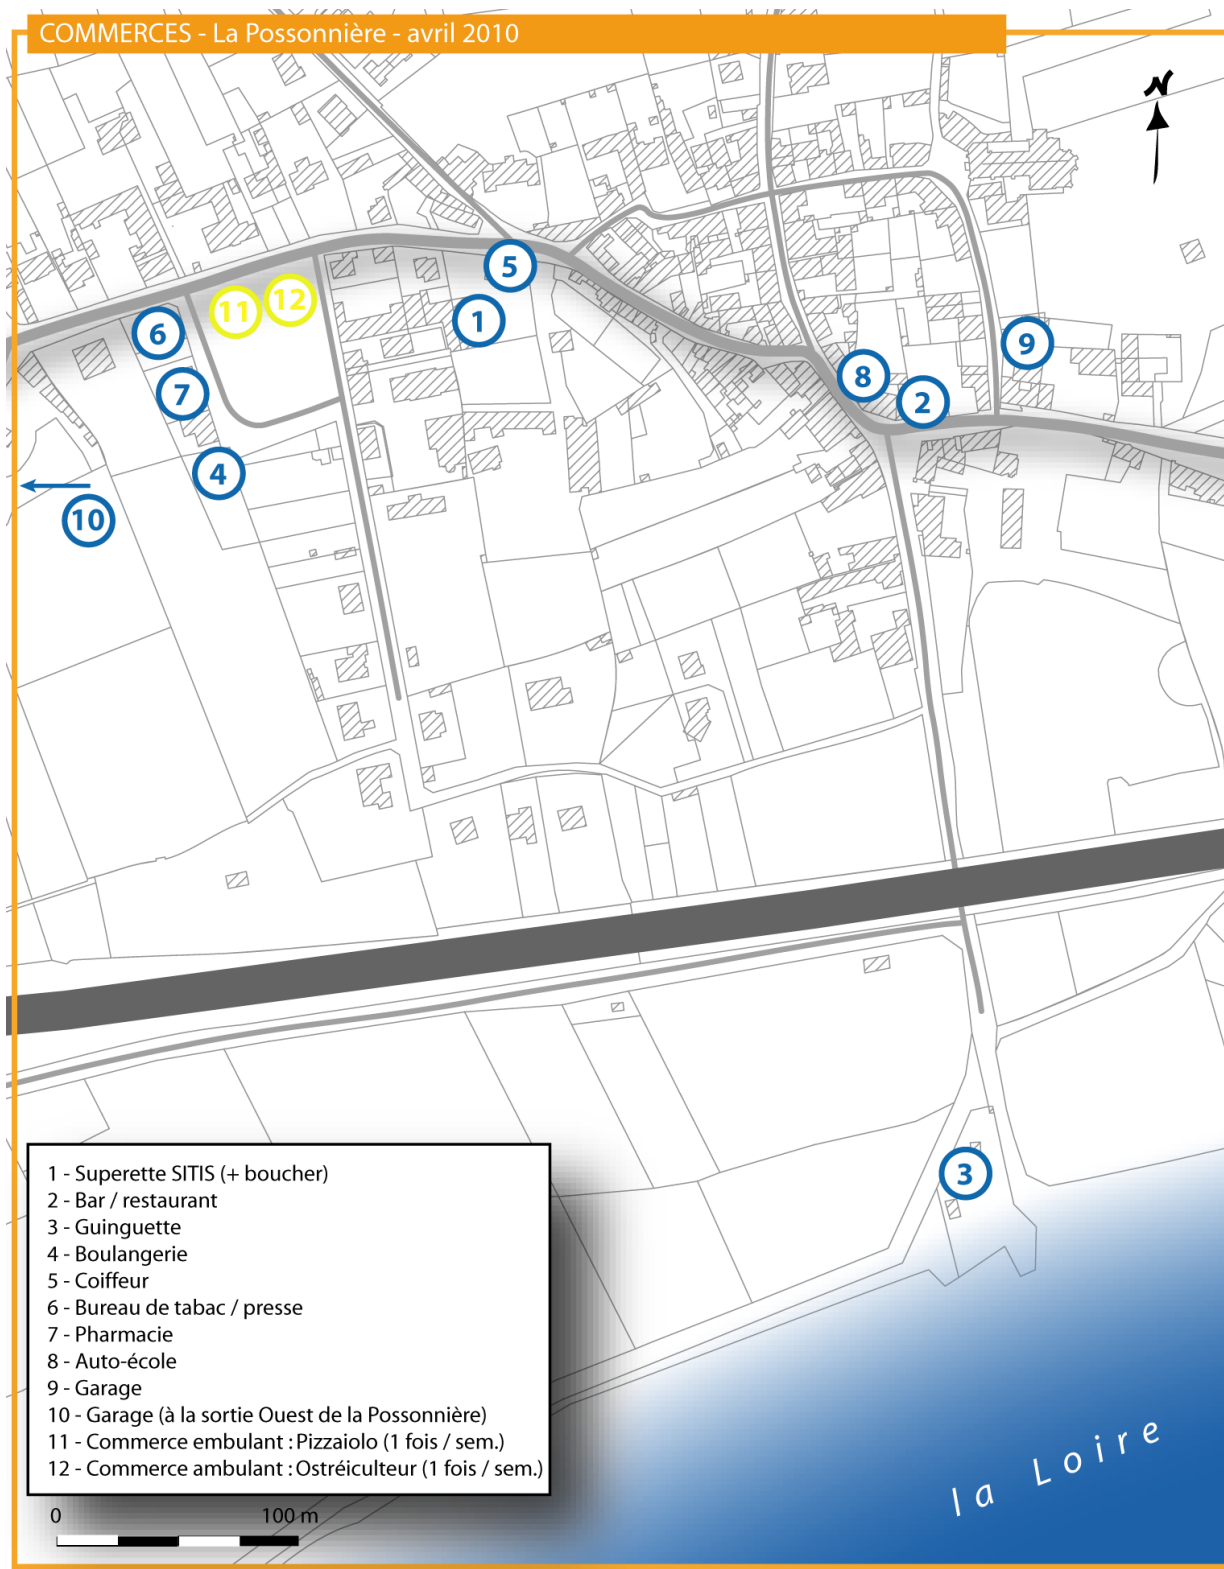 COMMERCES - La Possonnière - avril 2010
N
5
11
12
1
6
9
8
7
2
4
10
3
1 - Superette SITIS (+ boucher)
2 - Bar / restaurant
3 - Guinguette
4 - Boulangerie
5 - Coiffeur
6 - Bureau de tabac / presse
7 - Pharmacie
8 - Auto-école
9 - Garage
10 - Garage (à la sortie Ouest de la Possonnière)
11 - Commerce embulant : Pizzaiolo (1 fois / sem.)
12 - Commerce ambulant : Ostréiculteur (1 fois / sem.)
la Loire
0 100 m